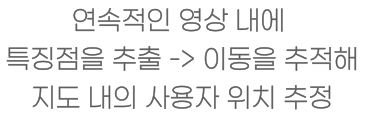 연속적인 영상 내에
특징점을 추출 -> 이동을 추적해
지도 내의 사용자 위치 추정